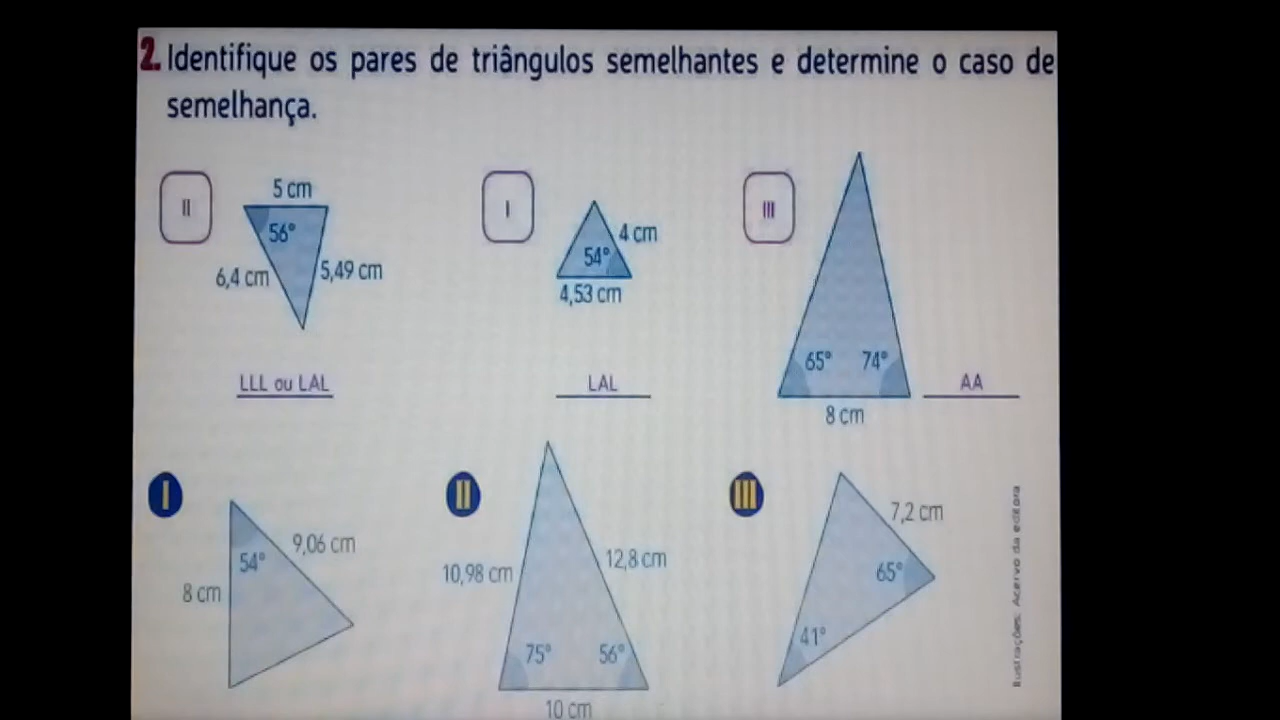 2. Identifique os pares de triângulos semelhantes e determine o caso de
semelhança.
II
5 cm
56°
6,4 cm
5,49 cm
LLL ou LAL
I
4 cm
54°
4,53 cm
LAL
III
65°
74°
8 cm
AA
I
54°
9,06 cm
8 cm
II
10,98 cm
12,8 cm
75°
56°
10 cm
III
7,2 cm
65°
41°
Ilustrações: Acervo da editora